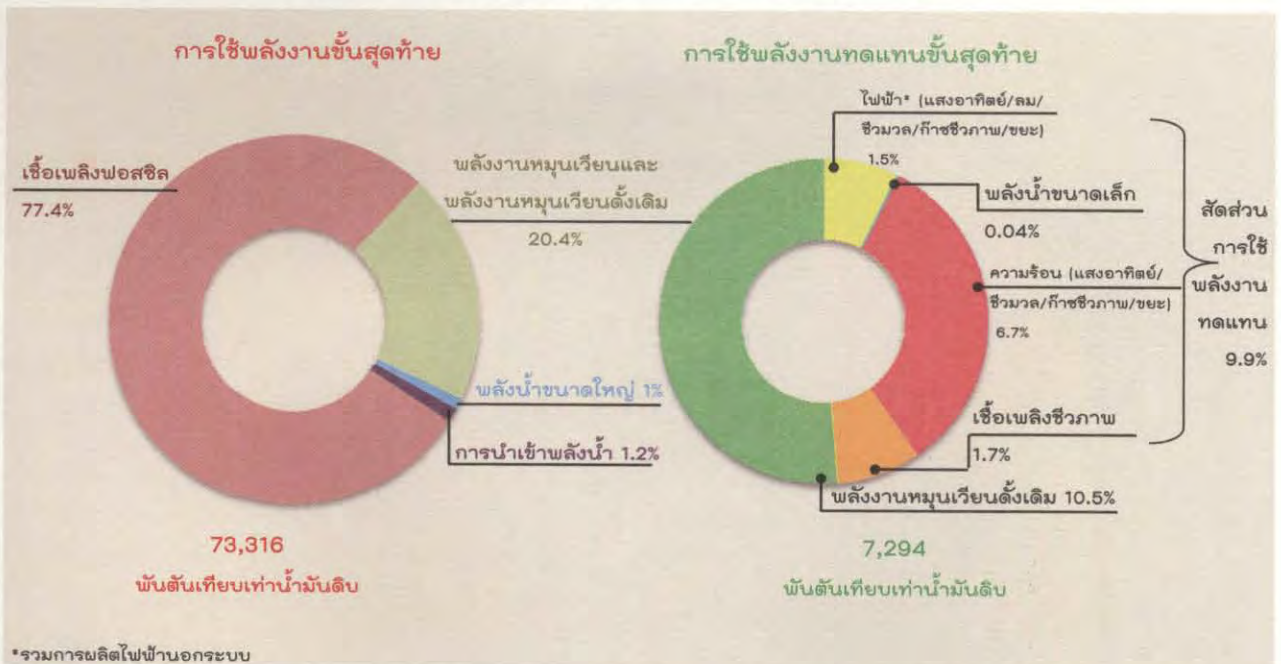 การใช้พลังงานขั้นสุดท้าย
เชื้อเพลิงฟอสซิล
77.4%
พลังงานหมุนเวียนและ
พลังงานหมุนเวียนดั้งเดิม
20.4%
พลังน้ำขนาดใหญ่ 1%
การนำเข้าพลังน้ำ 1.2%
73,316
พันตันเทียบเท่าน้ำมันดิบ
การใช้พลังงานทดแทนขั้นสุดท้าย
ไฟฟ้า* (แสงอาทิตย์/ลม/
ชีวมวล/ก๊าซชีวภาพ/ขยะ)
1.5%
พลังน้ำขนาดเล็ก
0.04%
ความร้อน (แสงอาทิตย์/
ชีวมวล/ก๊าซชีวภาพ/ขยะ)
6.7%
เชื้อเพลิงชีวภาพ
1.7%
พลังงานหมุนเวียนดั้งเดิม 10.5%
สัดส่วน
การใช้
พลังงาน
ทดแทน
9.9%
7,294
พันตันเทียบเท่าน้ำมันดิบ
*รวมการผลิตไฟฟ้านอกระบบ